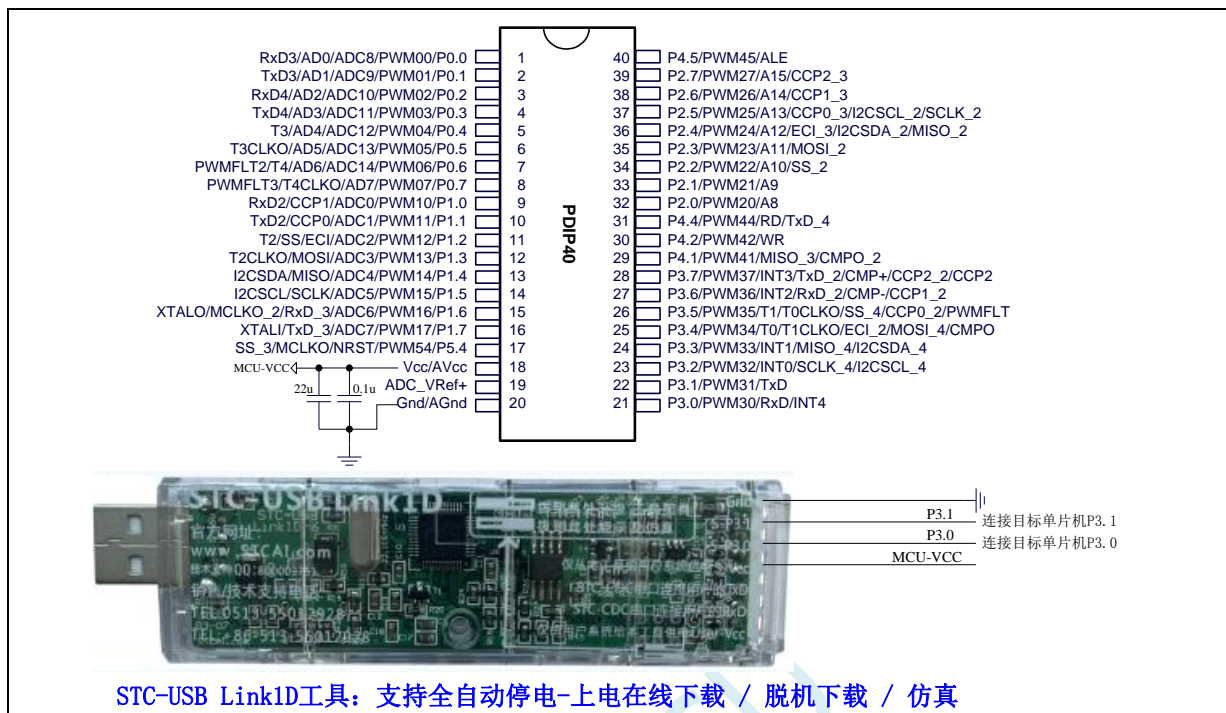 RxD3/AD0/ADC8/PWM00/P0.0 1
TxD3/AD1/ADC9/PWM01/P0.1 2
RxD4/AD2/ADC10/PWM02/P0.2 3
TxD4/AD3/ADC11/PWM03/P0.3 4
T3/AD4/ADC12/PWM04/P0.4 5
T3CLKO/AD5/ADC13/PWM05/P0.5 6
PWMFLT2/T4/AD6/ADC14/PWM06/P0.6 7
PWMFLT3/T4CLKO/AD7/PWM07/P0.7 8
RxD2/CCP1/ADC0/PWM10/P1.0 9
TxD2/CCP0/ADC1/PWM11/P1.1 10
T2/SS/ECI/ADC2/PWM12/P1.2 11
T2CLKO/MOSI/ADC3/PWM13/P1.3 12
I2CSDA/MISO/ADC4/PWM14/P1.4 13
I2CSCL/SCLK/ADC5/PWM15/P1.5 14
XTALO/MCLKO_2/RxD_3/ADC6/PWM16/P1.6 15
XTALI/TxD_3/ADC7/PWM17/P1.7 16
SS_3/MCLKO/NRST/PWM54/P5.4 17
MCU-VCC Vcc/AVcc 18
22u 0.1u ADC_VRef+ 19
Gnd/AGnd 20
PDIP40
40 P4.5/PWM45/ALE
39 P2.7/PWM27/A15/CCP2_3
38 P2.6/PWM26/A14/CCP1_3
37 P2.5/PWM25/A13/CCP0_3/I2CSCL_2/SCLK_2
36 P2.4/PWM24/A12/ECI_3/I2CSDA_2/MISO_2
35 P2.3/PWM23/A11/MOSI_2
34 P2.2/PWM22/A10/SS_2
33 P2.1/PWM21/A9
32 P2.0/PWM20/A8
31 P4.4/PWM44/RD/TxD_4
30 P4.2/PWM42/WR
29 P4.1/PWM41/MISO_3/CMPO_2
28 P3.7/PWM37/INT3/TxD_2/CMP+/CCP2_2/CCP2
27 P3.6/PWM36/INT2/RxD_2/CMP-/CCP1_2
26 P3.5/PWM35/T1/T0CLKO/SS_4/CCP0_2/PWMFLT
25 P3.4/PWM34/T0/T1CLKO/ECI_2/MOSI_4/CMPO
24 P3.3/PWM33/INT1/MISO_4/I2CSDA_4
23 P3.2/PWM32/INT0/SCLK_4/I2CSCL_4
22 P3.1/PWM31/TxD
21 P3.0/PWM30/RxD/INT4
STC-USB Link1D
官方网址:
www.STCAI.com
Gnd
S-P3.1
P3.1 连接目标单片机P3.1
P3.0 连接目标单片机P3.0
MCU-VCC
STC-USB Link1D工具: 支持全自动停电-上电在线下载 / 脱机下载 / 仿真